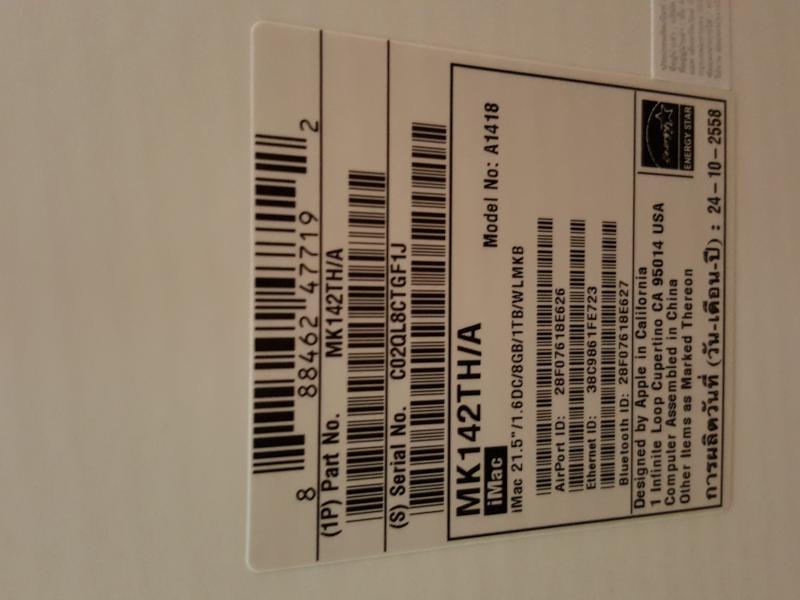 8 88462 47719 2
(1P) Part No. MK142TH/A
(S) Serial No. C02QL8CTGF1J
MK142TH/A
iMac
Model No: A1418
iMac 21.5"/1.6DC/8GB/1TB/WLMKB
AirPort ID: 28F07618E626
Ethernet ID: 38C9861FE723
Bluetooth ID: 28F07618E627
Designed by Apple in California
1 Infinite Loop Cupertino CA 95014 USA
Computer Assembled in China
Other Items as Marked Thereon
energy
ENERGY STAR
การผลิตวันที่ (วัน-เดือน-ปี) : 24-10-2558